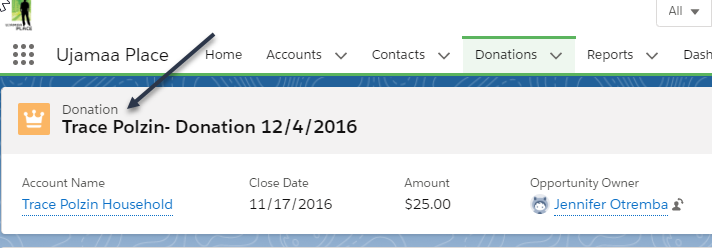 All
Ujamaa Place Home Accounts Contacts Donations Reports Dash
Donation
Trace Polzin- Donation 12/4/2016
Account Name Close Date Amount Opportunity Owner
Trace Polzin Household 11/17/2016 $25.00 Jennifer Otremba